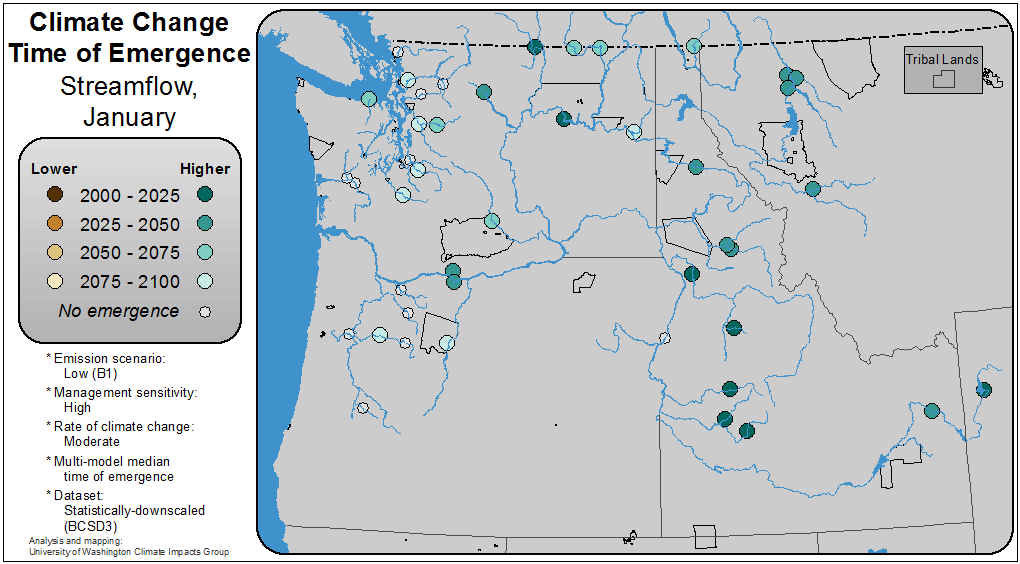 Climate Change
Time of Emergence
Streamflow,
January
Lower Higher
2000 - 2025
2025 - 2050
2050 - 2075
2075 - 2100
No emergence
* Emission scenario:
Low (B1)
* Management sensitivity:
High
* Rate of climate change:
Moderate
* Multi-model median
time of emergence
* Dataset:
Statistically-downscaled
(BCSD3)
Analysis and mapping:
University of Washington Climate Impacts Group
Tribal Lands